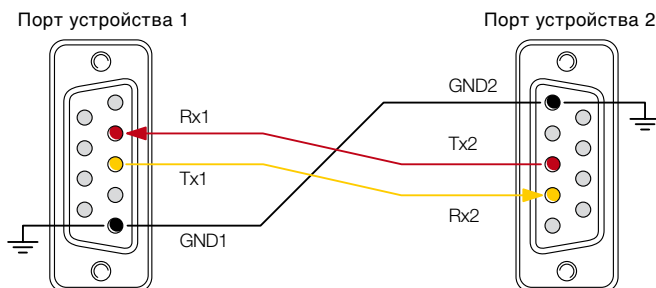 Порт устройства 1
Порт устройства 2
GND2
Rx1
Tx2
Tx1
Rx2
GND1